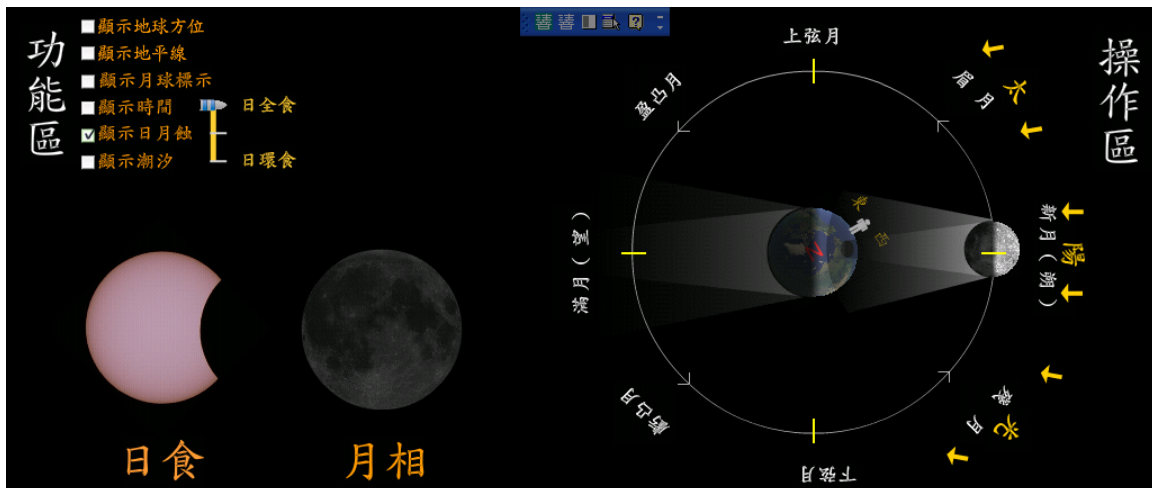 功能區
顯示地球方位
顯示地平線
顯示月球標示
顯示時間
顯示日月蝕
顯示潮汐
日全食
日環食
日食
月相
操作區
上弦月
盈凸月
眉月
太
滿月(望)
東
西
新月(朔)
陽
虧凸月
殘月
光
下弦月